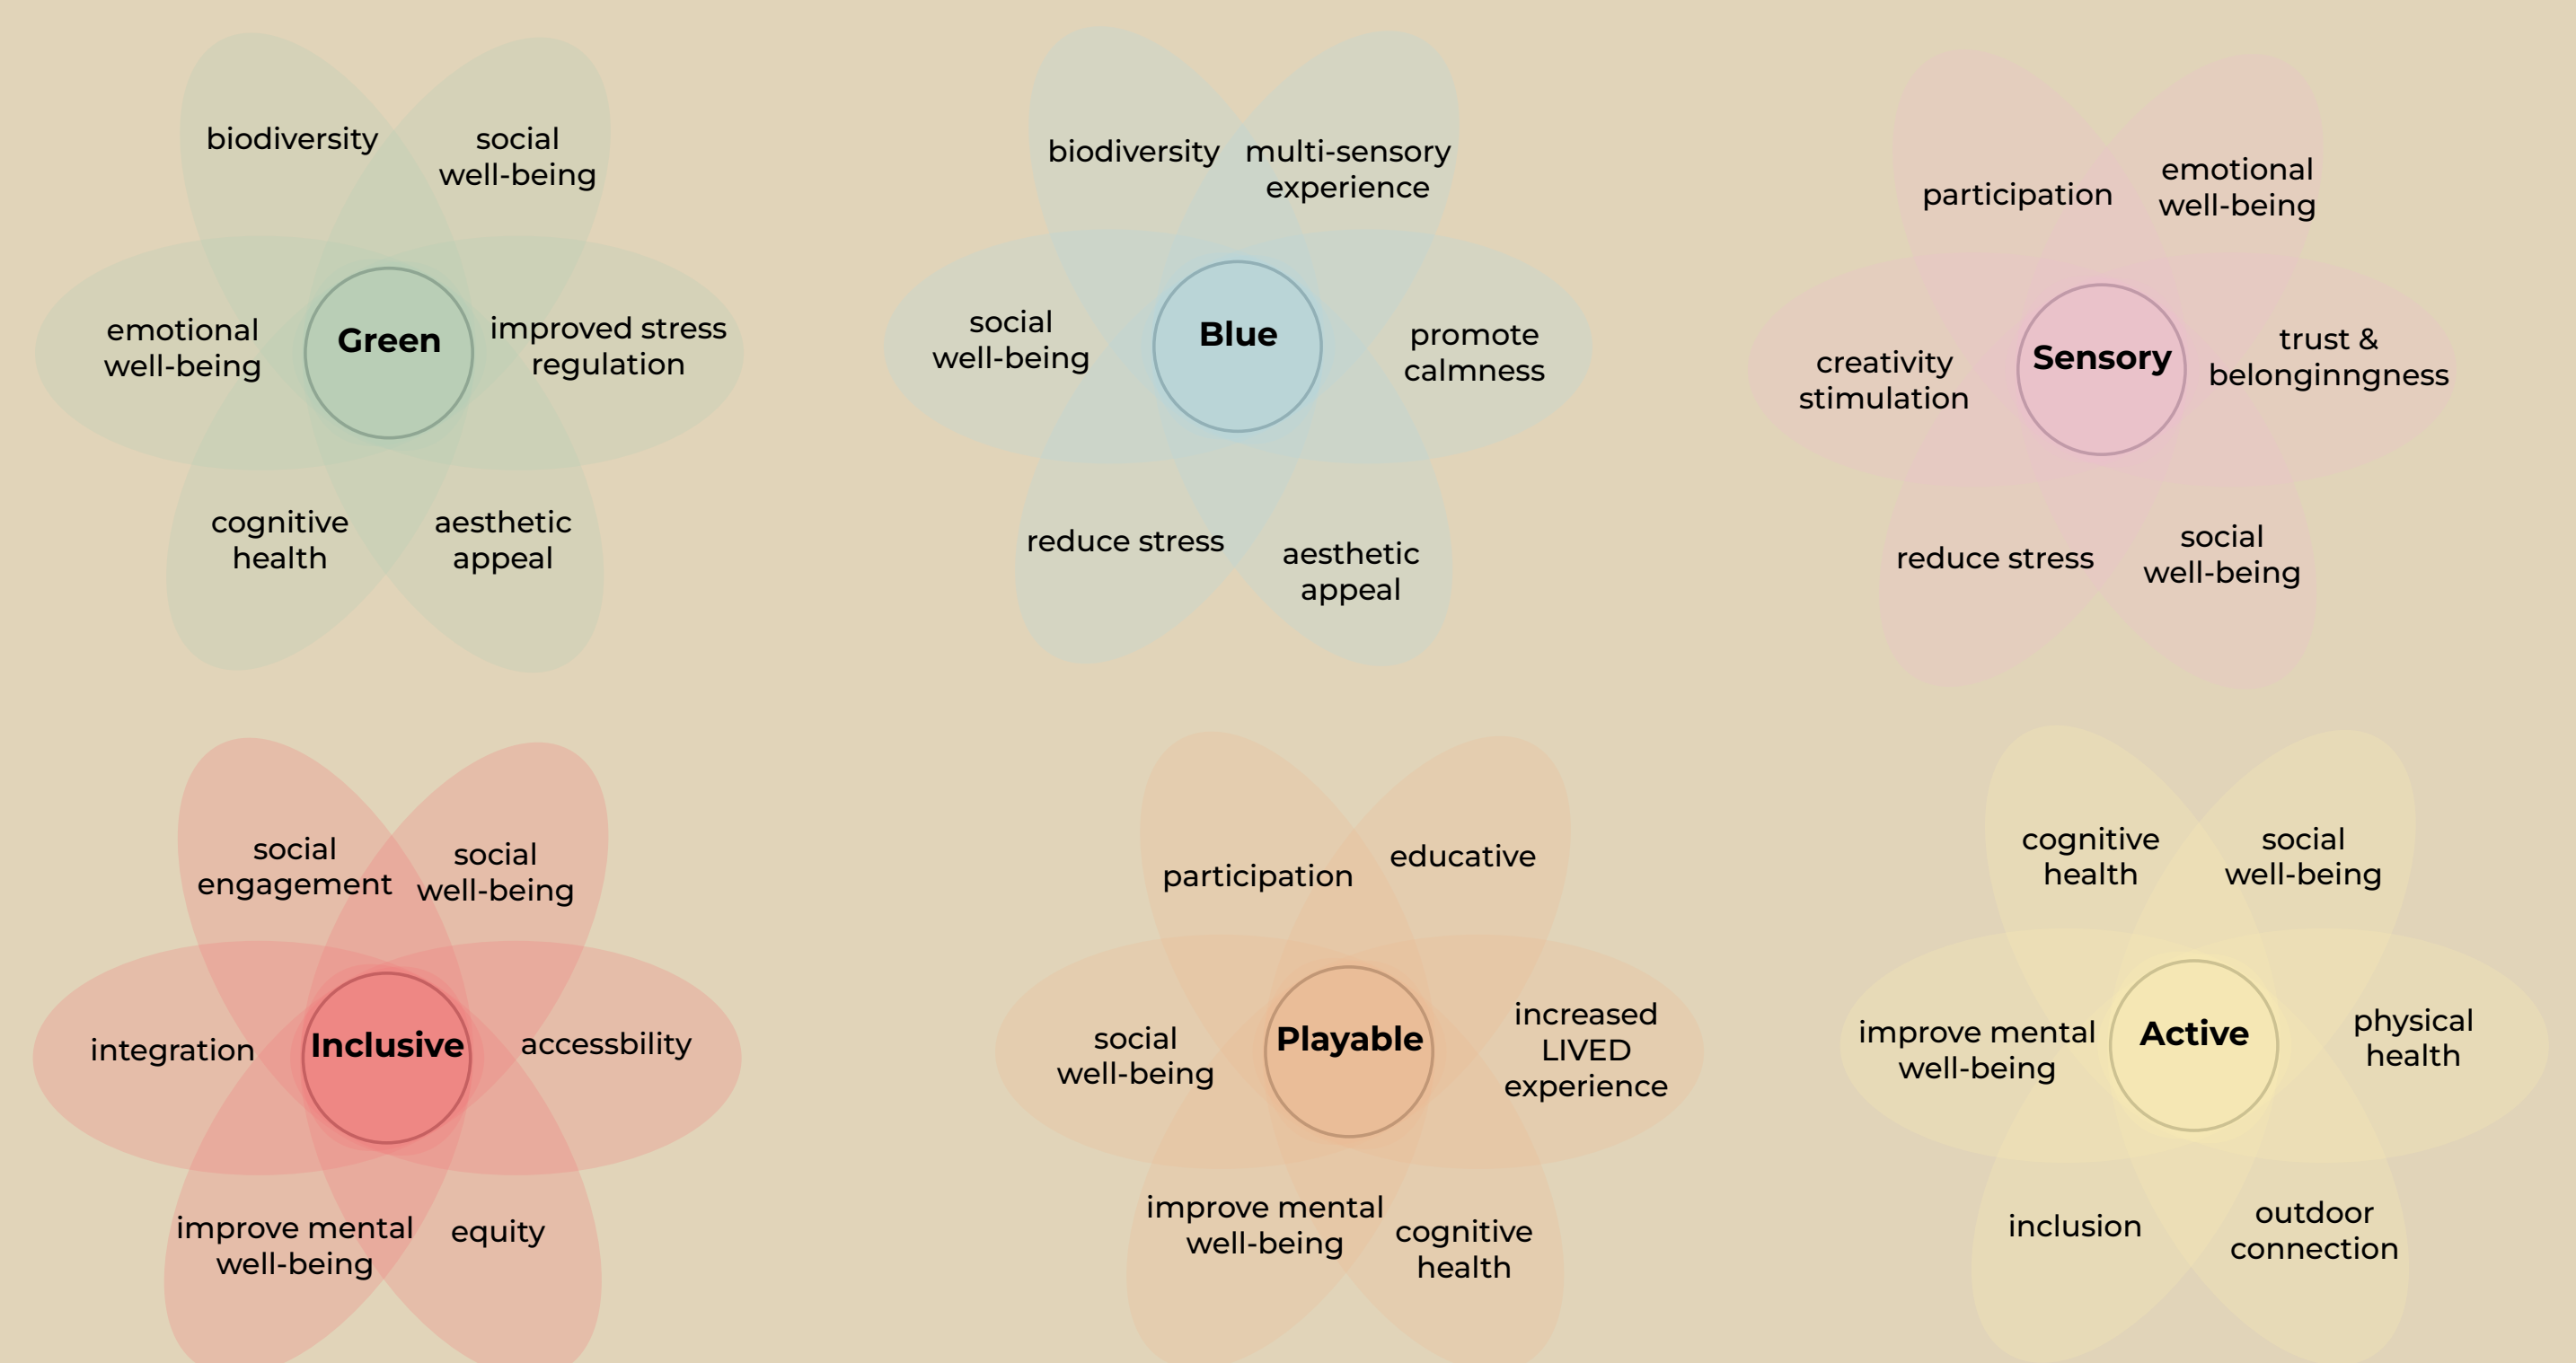 biodiversity
social
well-being
emotional
well-being
Green
improved stress
regulation
cognitive
health
aesthetic
appeal
biodiversity
multi-sensory
experience
social
well-being
Blue
promote
calmness
reduce stress
aesthetic
appeal
participation
emotional
well-being
creativity
stimulation
Sensory
trust &
belonginngness
reduce stress
social
well-being
social
engagement
social
well-being
integration
Inclusive
accessbility
improve mental
well-being
equity
participation
educative
social
well-being
Playable
increased
LIVED
experience
improve mental
well-being
cognitive
health
cognitive
health
social
well-being
improve mental
well-being
Active
physical
health
inclusion
outdoor
connection